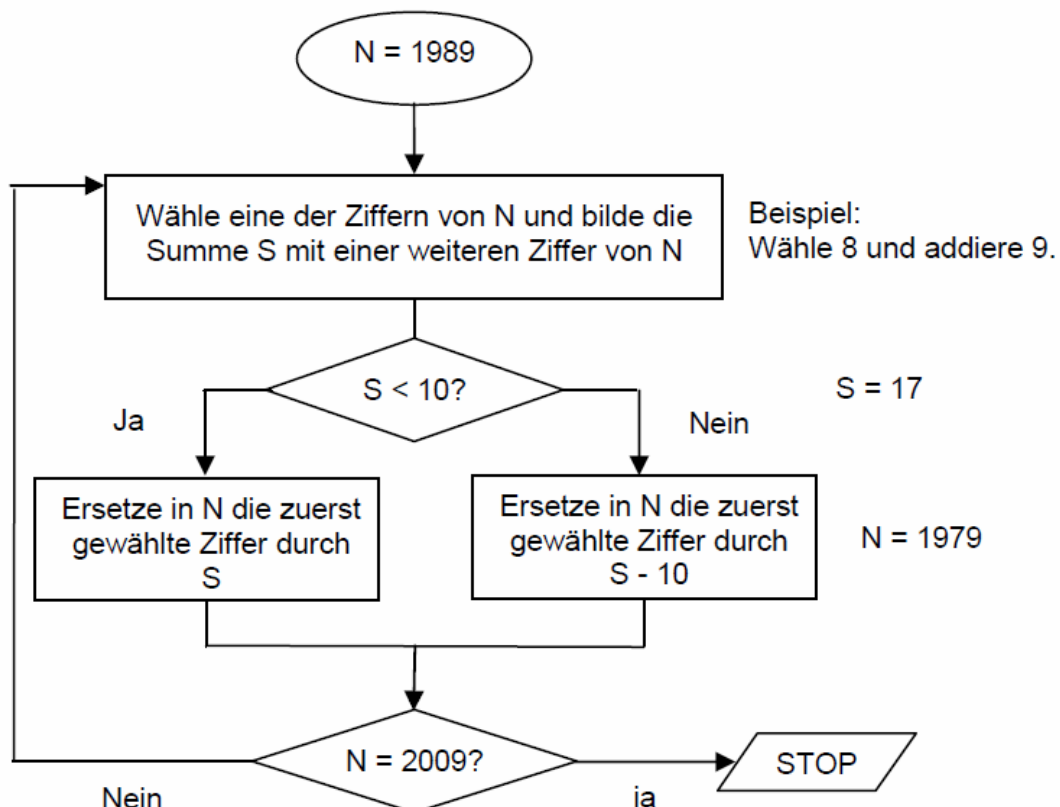 N = 1989
Wähle eine der Ziffern von N und bilde die
Summe S mit einer weiteren Ziffer von N
Beispiel:
Wähle 8 und addiere 9.
S < 10?
S = 17
Ja
Nein
Ersetze in N die zuerst
gewählte Ziffer durch
S
Ersetze in N die zuerst
gewählte Ziffer durch
S - 10
N = 1979
N = 2009?
STOP
Nein
ja